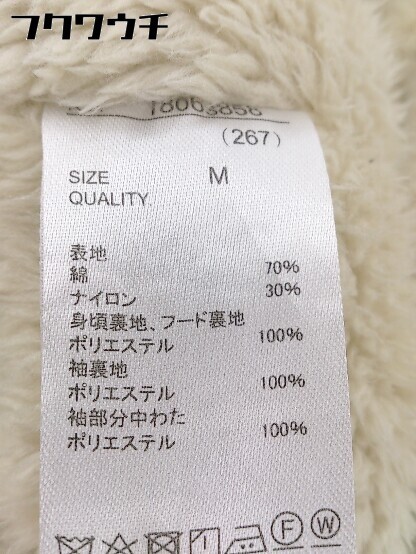 フクワウチ
18063856
(267)
SIZE M
QUALITY
表地
綿 70%
ナイロン 30%
身頃裏地、フード裏地
ポリエステル 100%
袖裏地
ポリエステル 100%
袖部分中わた
ポリエステル 100%
F W